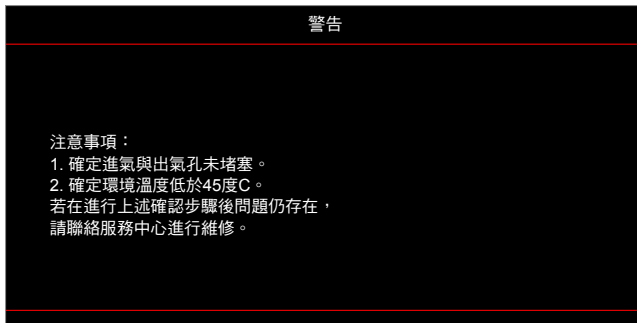 警告
注意事項：
1. 確定進氣與出氣孔未堵塞。
2. 確定環境溫度低於45度C。
若在進行上述確認步驟後問題仍存在，
請聯絡服務中心進行維修。